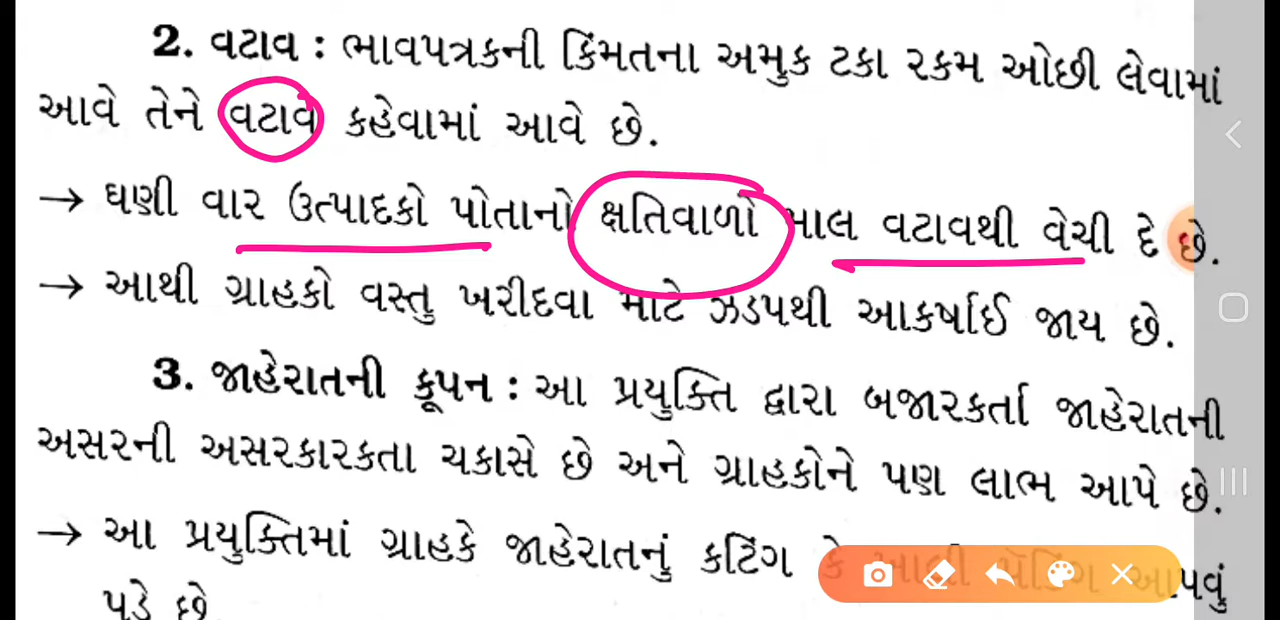 2. વટાવ : ભાવપત્રકની કિંમતના અમુક ટકા રકમ ઓછી લેવામાં
આવે તેને વટાવ કહેવામાં આવે છે.
→ ઘણી વાર ઉત્પાદકો પોતાનો ક્ષતિવાળો માલ વટાવથી વેચી દે છે.
→ આથી ગ્રાહકો વસ્તુ ખરીદવા માટે ઝડપથી આકર્ષાઈ જાય છે.
3. જાહેરાતની કૂપન : આ પ્રયુક્તિ દ્વારા બજારકર્તા જાહેરાતની
અસરની અસરકારકતા ચકાસે છે અને ગ્રાહકોને પણ લાભ આપે છે.
→ આ પ્રયુક્તિમાં ગ્રાહકે જાહેરાતનું કટિંગ કે ખાલી પૅકિંગ આપવું
પડે છે